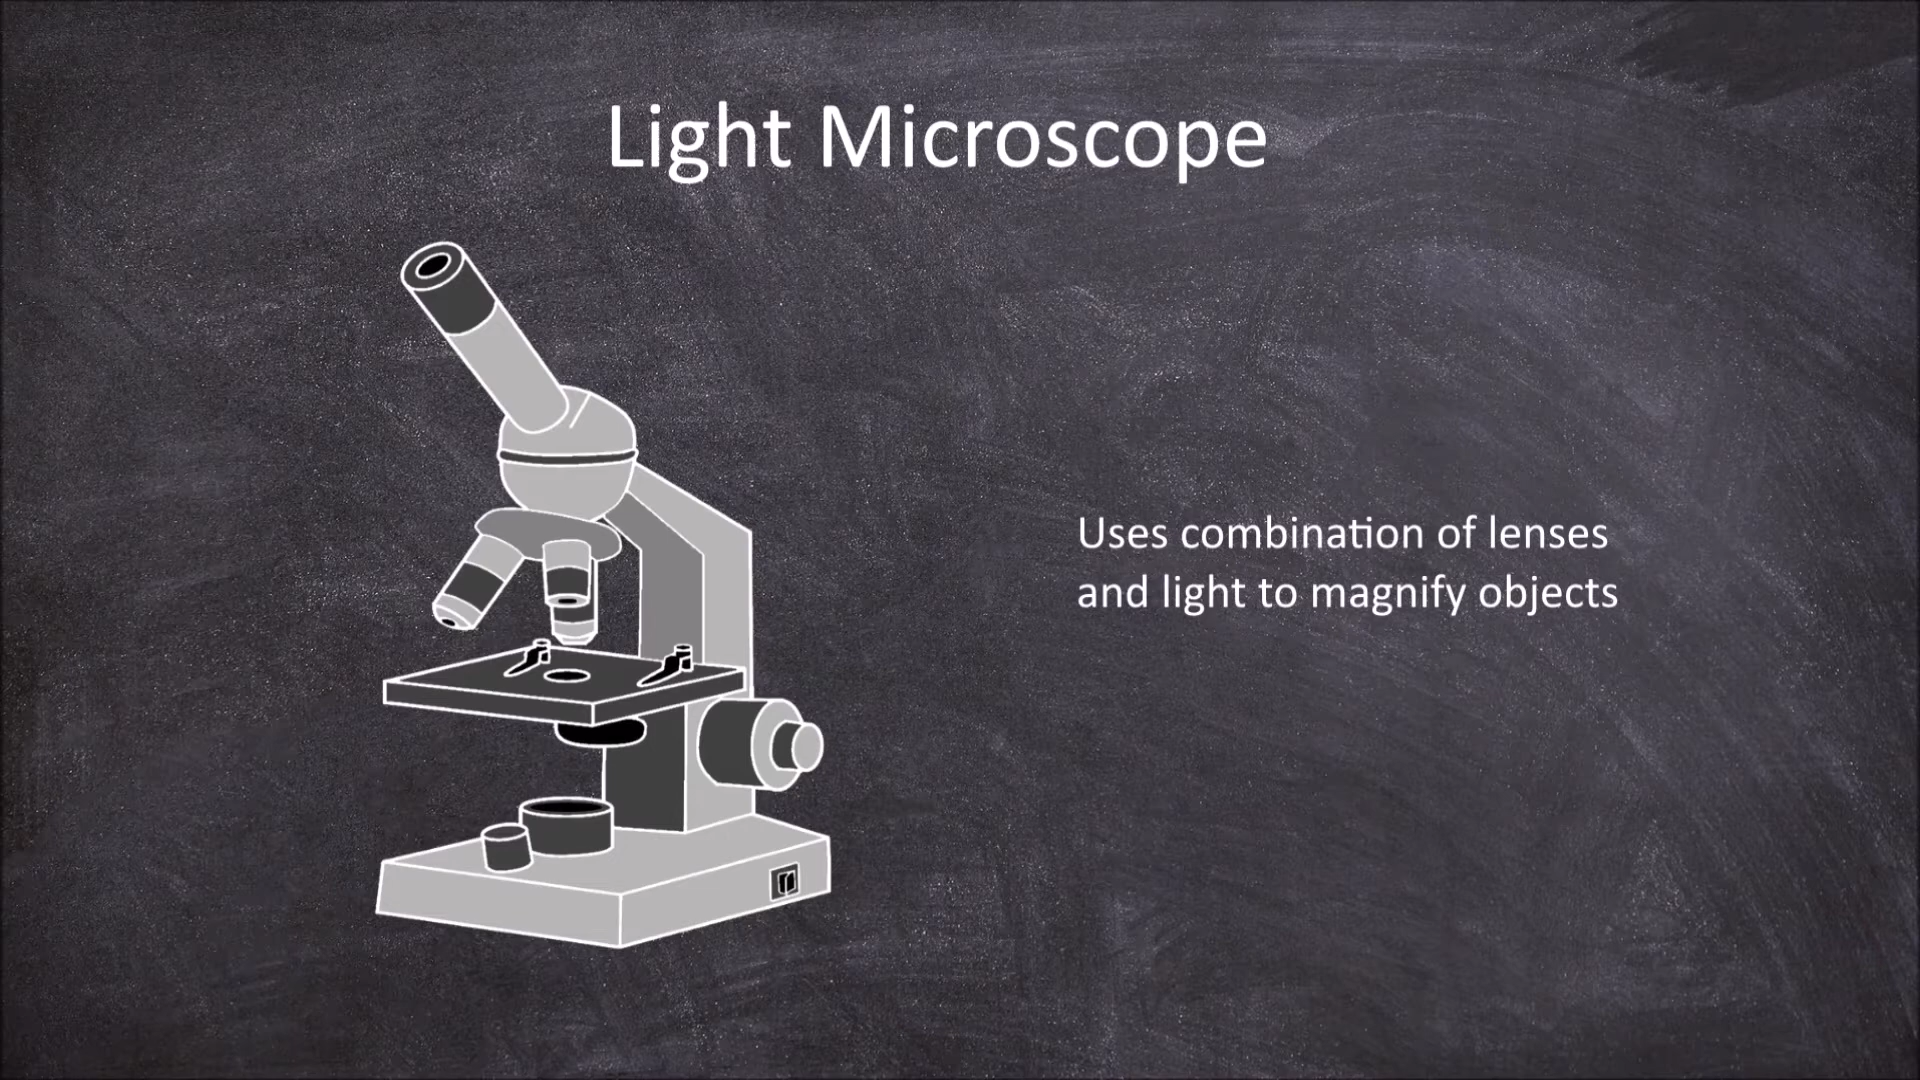 Light Microscope
Uses combination of lenses
and light to magnify objects